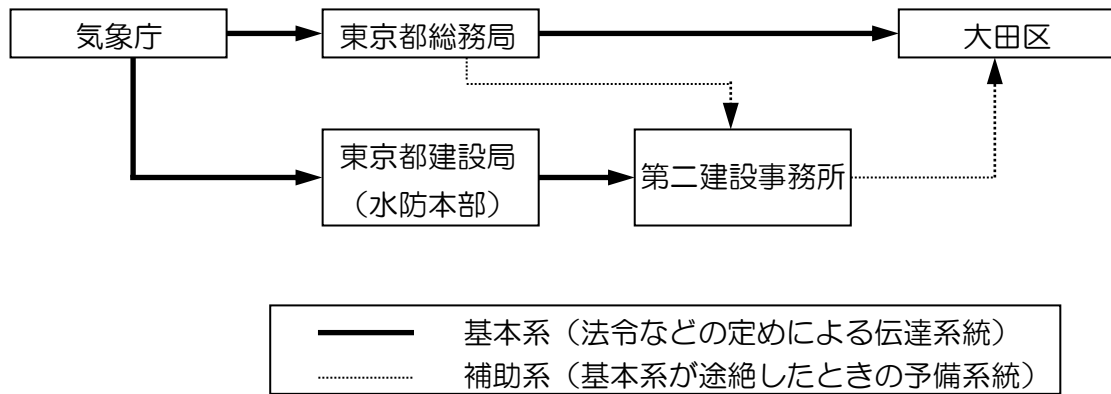 気象庁
東京都総務局
大田区
東京都建設局
（水防本部）
第二建設事務所
基本系（法令などの定めによる伝達系統）
補助系（基本系が途絶したときの予備系統）